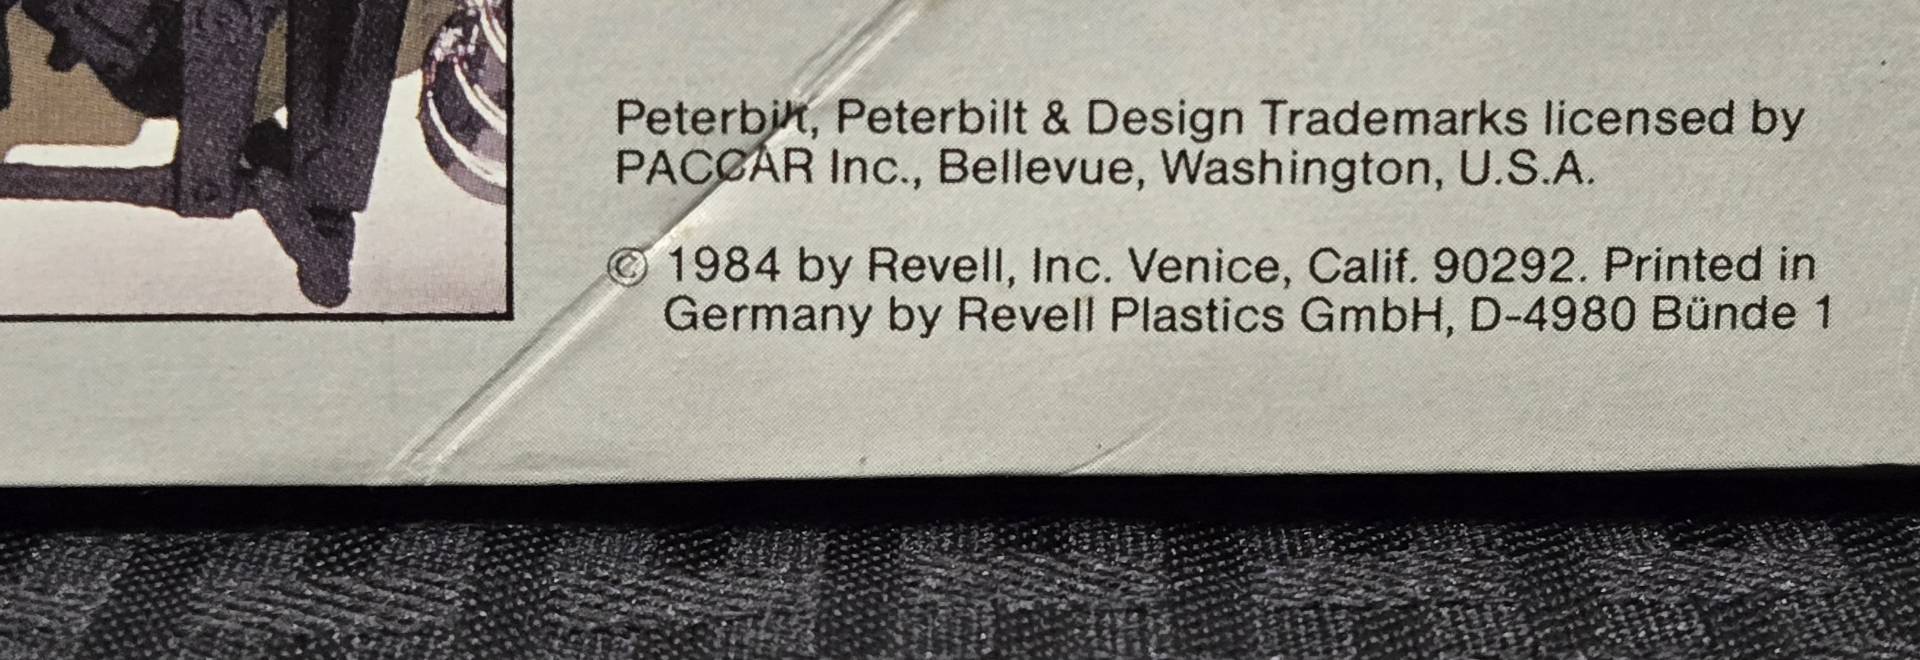 Peterbilt, Peterbilt & Design Trademarks licensed by
PACCAR Inc., Bellevue, Washington, U.S.A.
© 1984 by Revell, Inc. Venice, Calif. 90292. Printed in
Germany by Revell Plastics GmbH, D-4980 Bünde 1